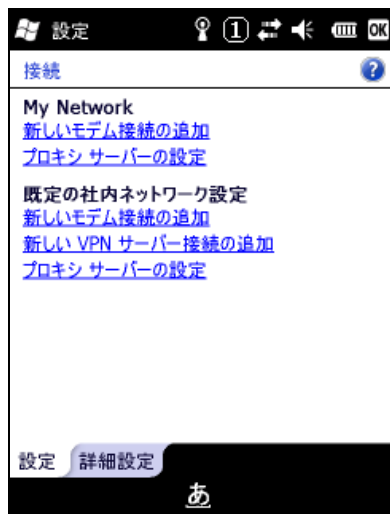 設定
1
OK
接続
?
My Network
新しいモデム接続の追加
プロキシ サーバーの設定
既定の社内ネットワーク設定
新しいモデム接続の追加
新しい VPN サーバー接続の追加
プロキシ サーバーの設定
設定 詳細設定
あ